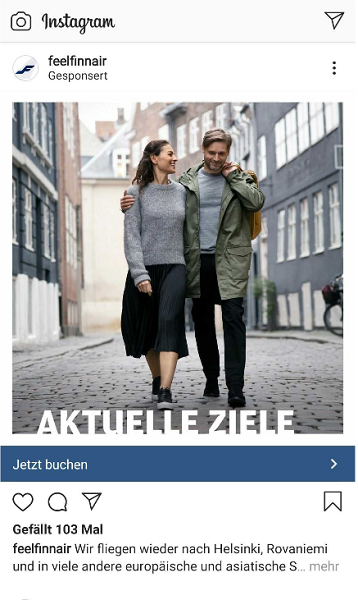 Instagram
feelfinnair
Gesponsert
AKTUELLE ZIELE
Jetzt buchen
Gefällt 103 Mal
feelfinnair Wir fliegen wieder nach Helsinki, Rovaniemi
und in viele andere europäische und asiatische S... mehr